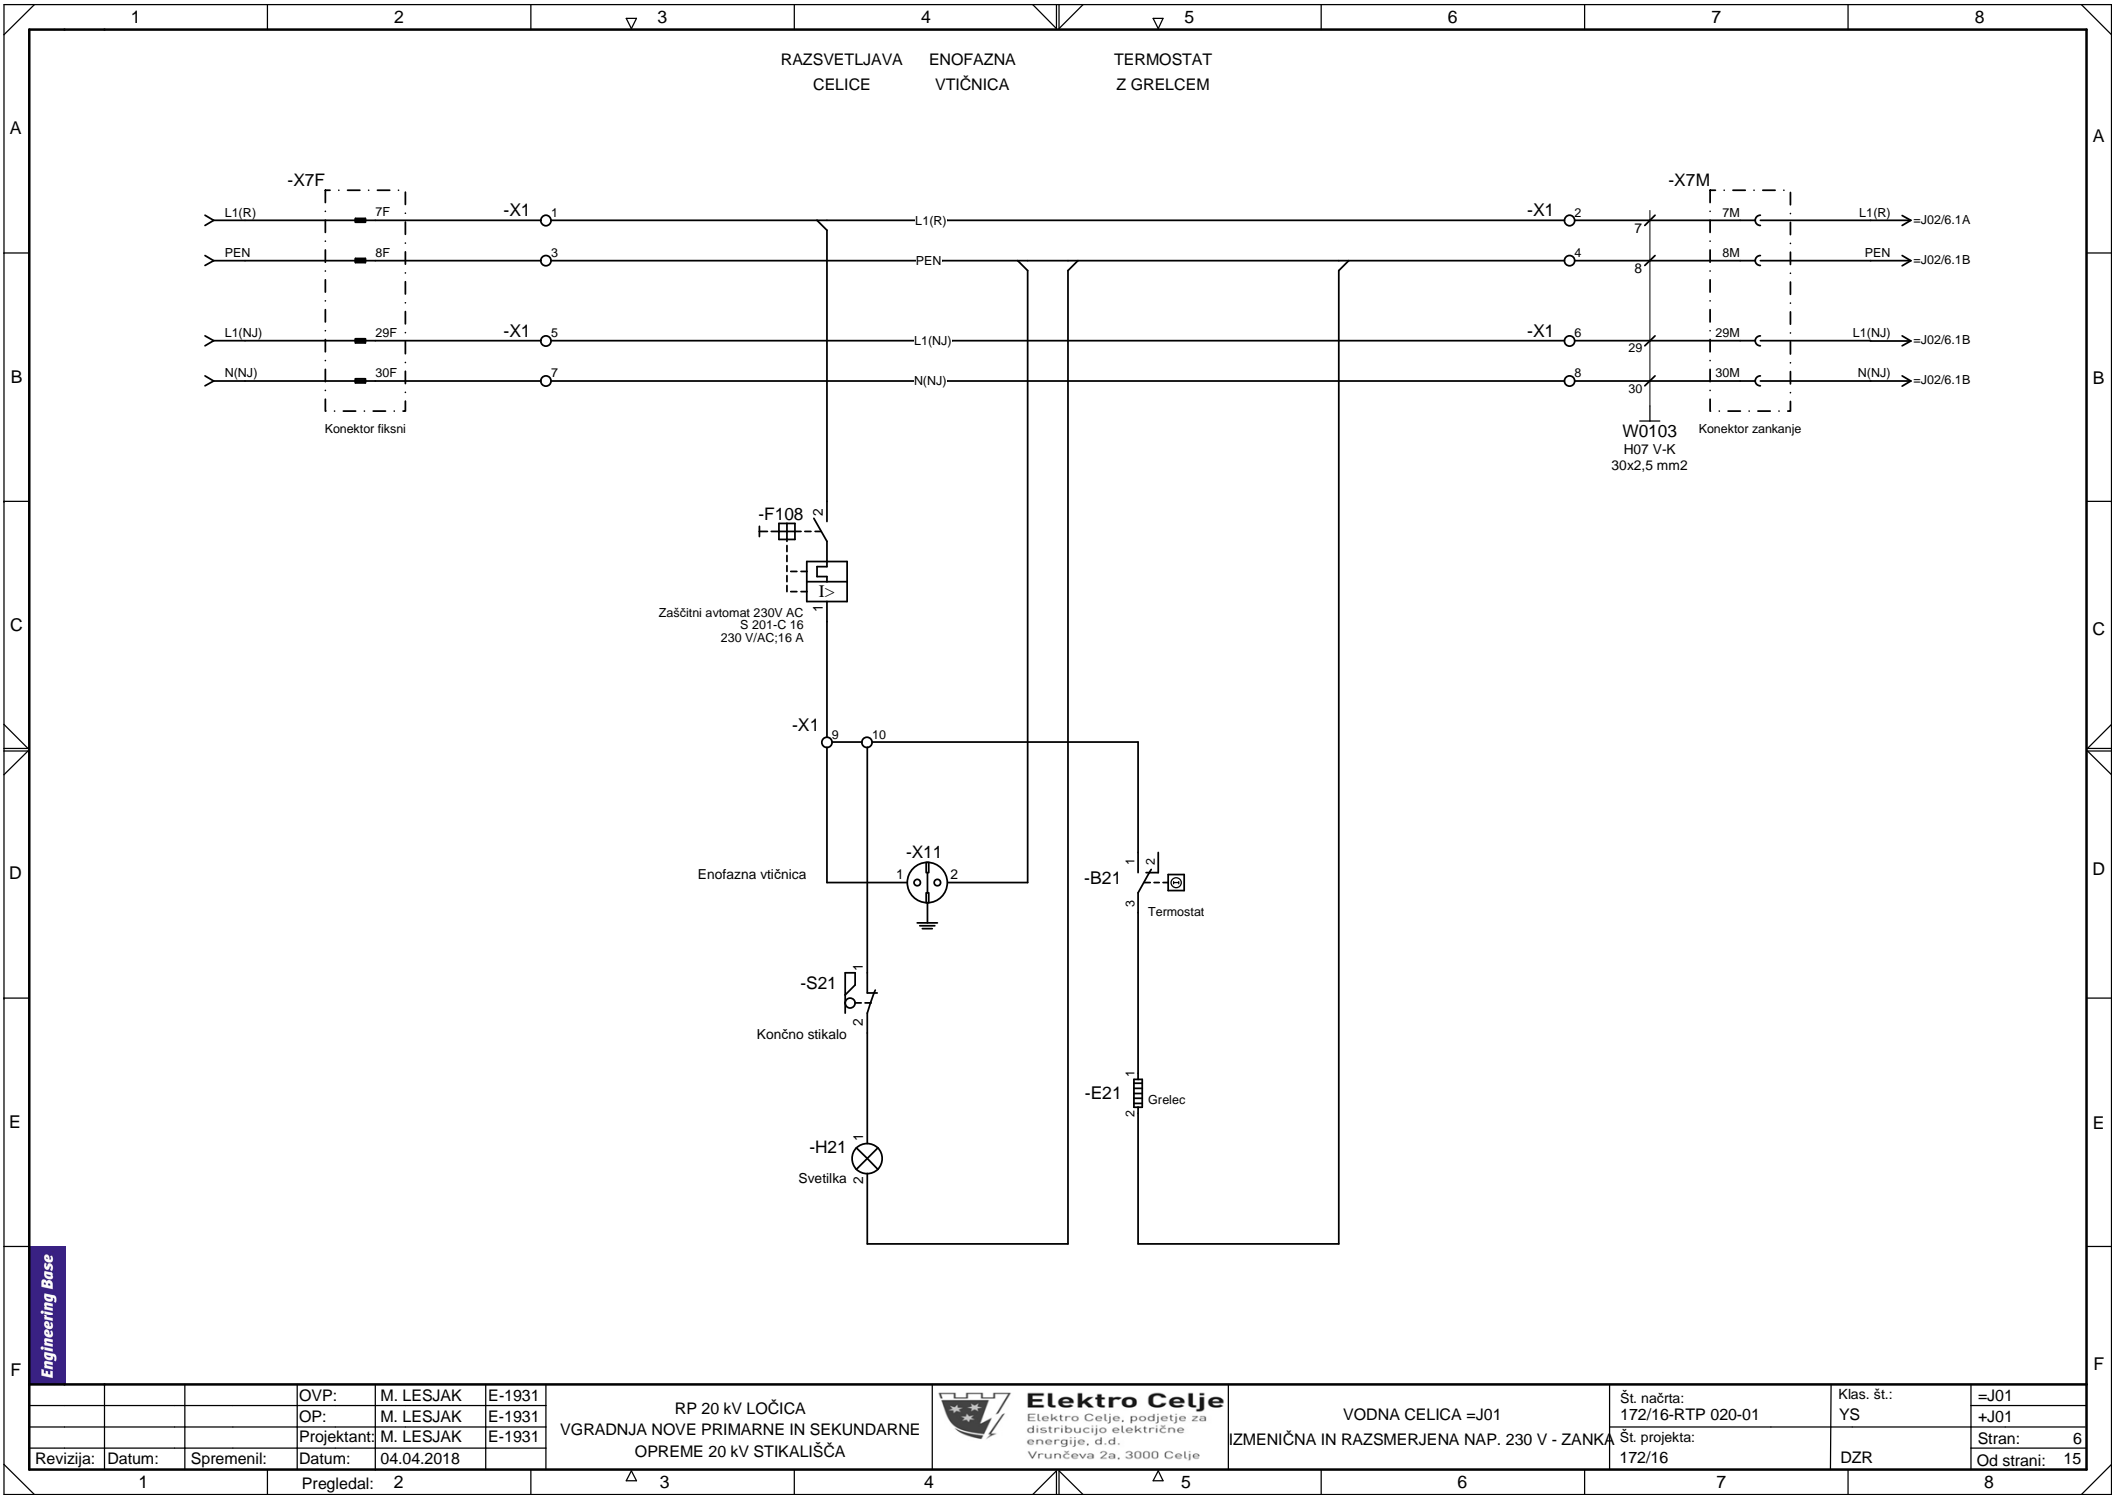 1 2 3 4 5 6 7 8
RAZSVETLJAVA ENOFAZNA TERMOSTAT
CELICE VTIČNICA Z GRELCEM
A A
-X7F -X7M
L1(R) 7F -X1 1 L1(R) -X1 2 7 7M L1(R) =J02/6.1A
PEN 8F 3 PEN 4 8 8M PEN =J02/6.1B
L1(NJ) 29F -X1 5 L1(NJ) -X1 6 29 29M L1(NJ) =J02/6.1B
B N(NJ) 30F 7 N(NJ) 8 30 30M N(NJ) =J02/6.1B B
Konektor fiksni W0103 Konektor zankanje
H07 V-K
30x2,5 mm2
-F108 2
I>
Zaščitni avtomat 230V AC 1
S 201-C 16
230 V/AC;16 A
C C
-X1 9 10
-X11
Enofazna vtičnica 1 2
-B21 1 2
3 Termostat
D D
-S21 1
2
Končno stikalo
-E21 1
2 Grelec
E E
-H21 1
Svetilka 2
Engineering Base
F F
OVP: M. LESJAK E-1931
OP: M. LESJAK E-1931
Projektant: M. LESJAK E-1931
Revizija: Datum: Spremenil: Datum: 04.04.2018
Pregledal:
RP 20 kV LOČICA
VGRADNJA NOVE PRIMARNE IN SEKUNDARNE
OPREME 20 kV STIKALIŠČA
Elektro Celje
Elektro Celje, podjetje za
distribucijo električne
energije, d.d.
Vrunčeva 2a, 3000 Celje
VODNA CELICA =J01
IZMENIČNA IN RAZSMERJENA NAP. 230 V - ZANKA
Št. načrta:
172/16-RTP 020-01
Št. projekta:
172/16
Klas. št.:
YS
DZR
=J01
+J01
Stran: 6
Od strani: 15
1 2 3 4 5 6 7 8